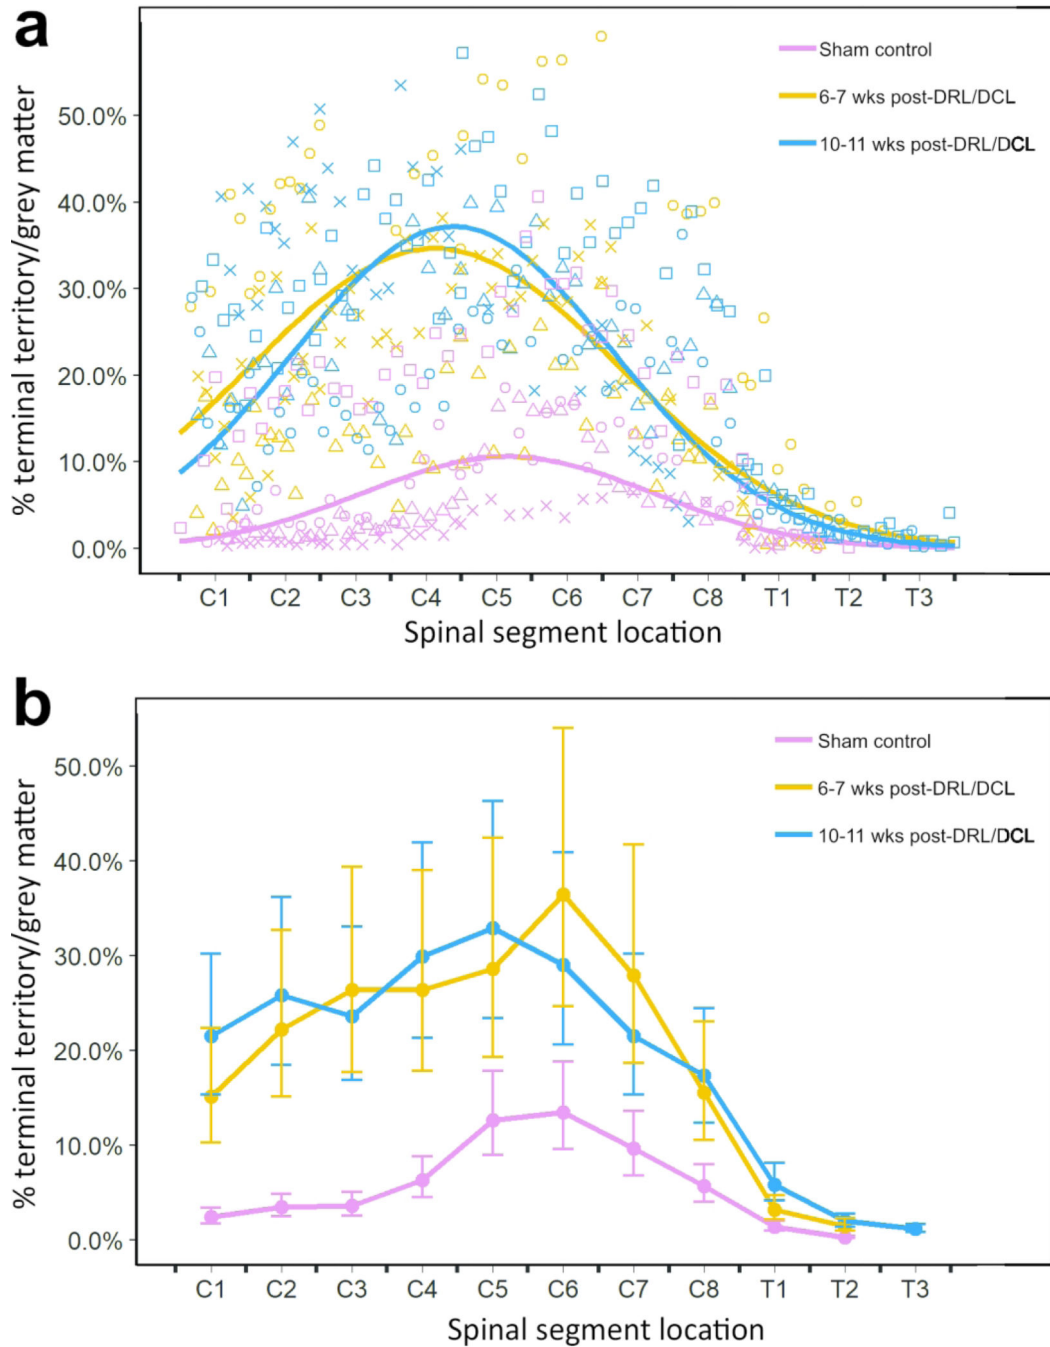 a
% terminal territory/grey matter
50.0%
40.0%
30.0%
20.0%
10.0%
0.0%
Sham control
6-7 wks post-DRL/DCL
10-11 wks post-DRL/DCL
C1 C2 C3 C4 C5 C6 C7 C8 T1 T2 T3
Spinal segment location
b
% terminal territory/grey matter
50.0%
40.0%
30.0%
20.0%
10.0%
0.0%
Sham control
6-7 wks post-DRL/DCL
10-11 wks post-DRL/DCL
C1 C2 C3 C4 C5 C6 C7 C8 T1 T2 T3
Spinal segment location